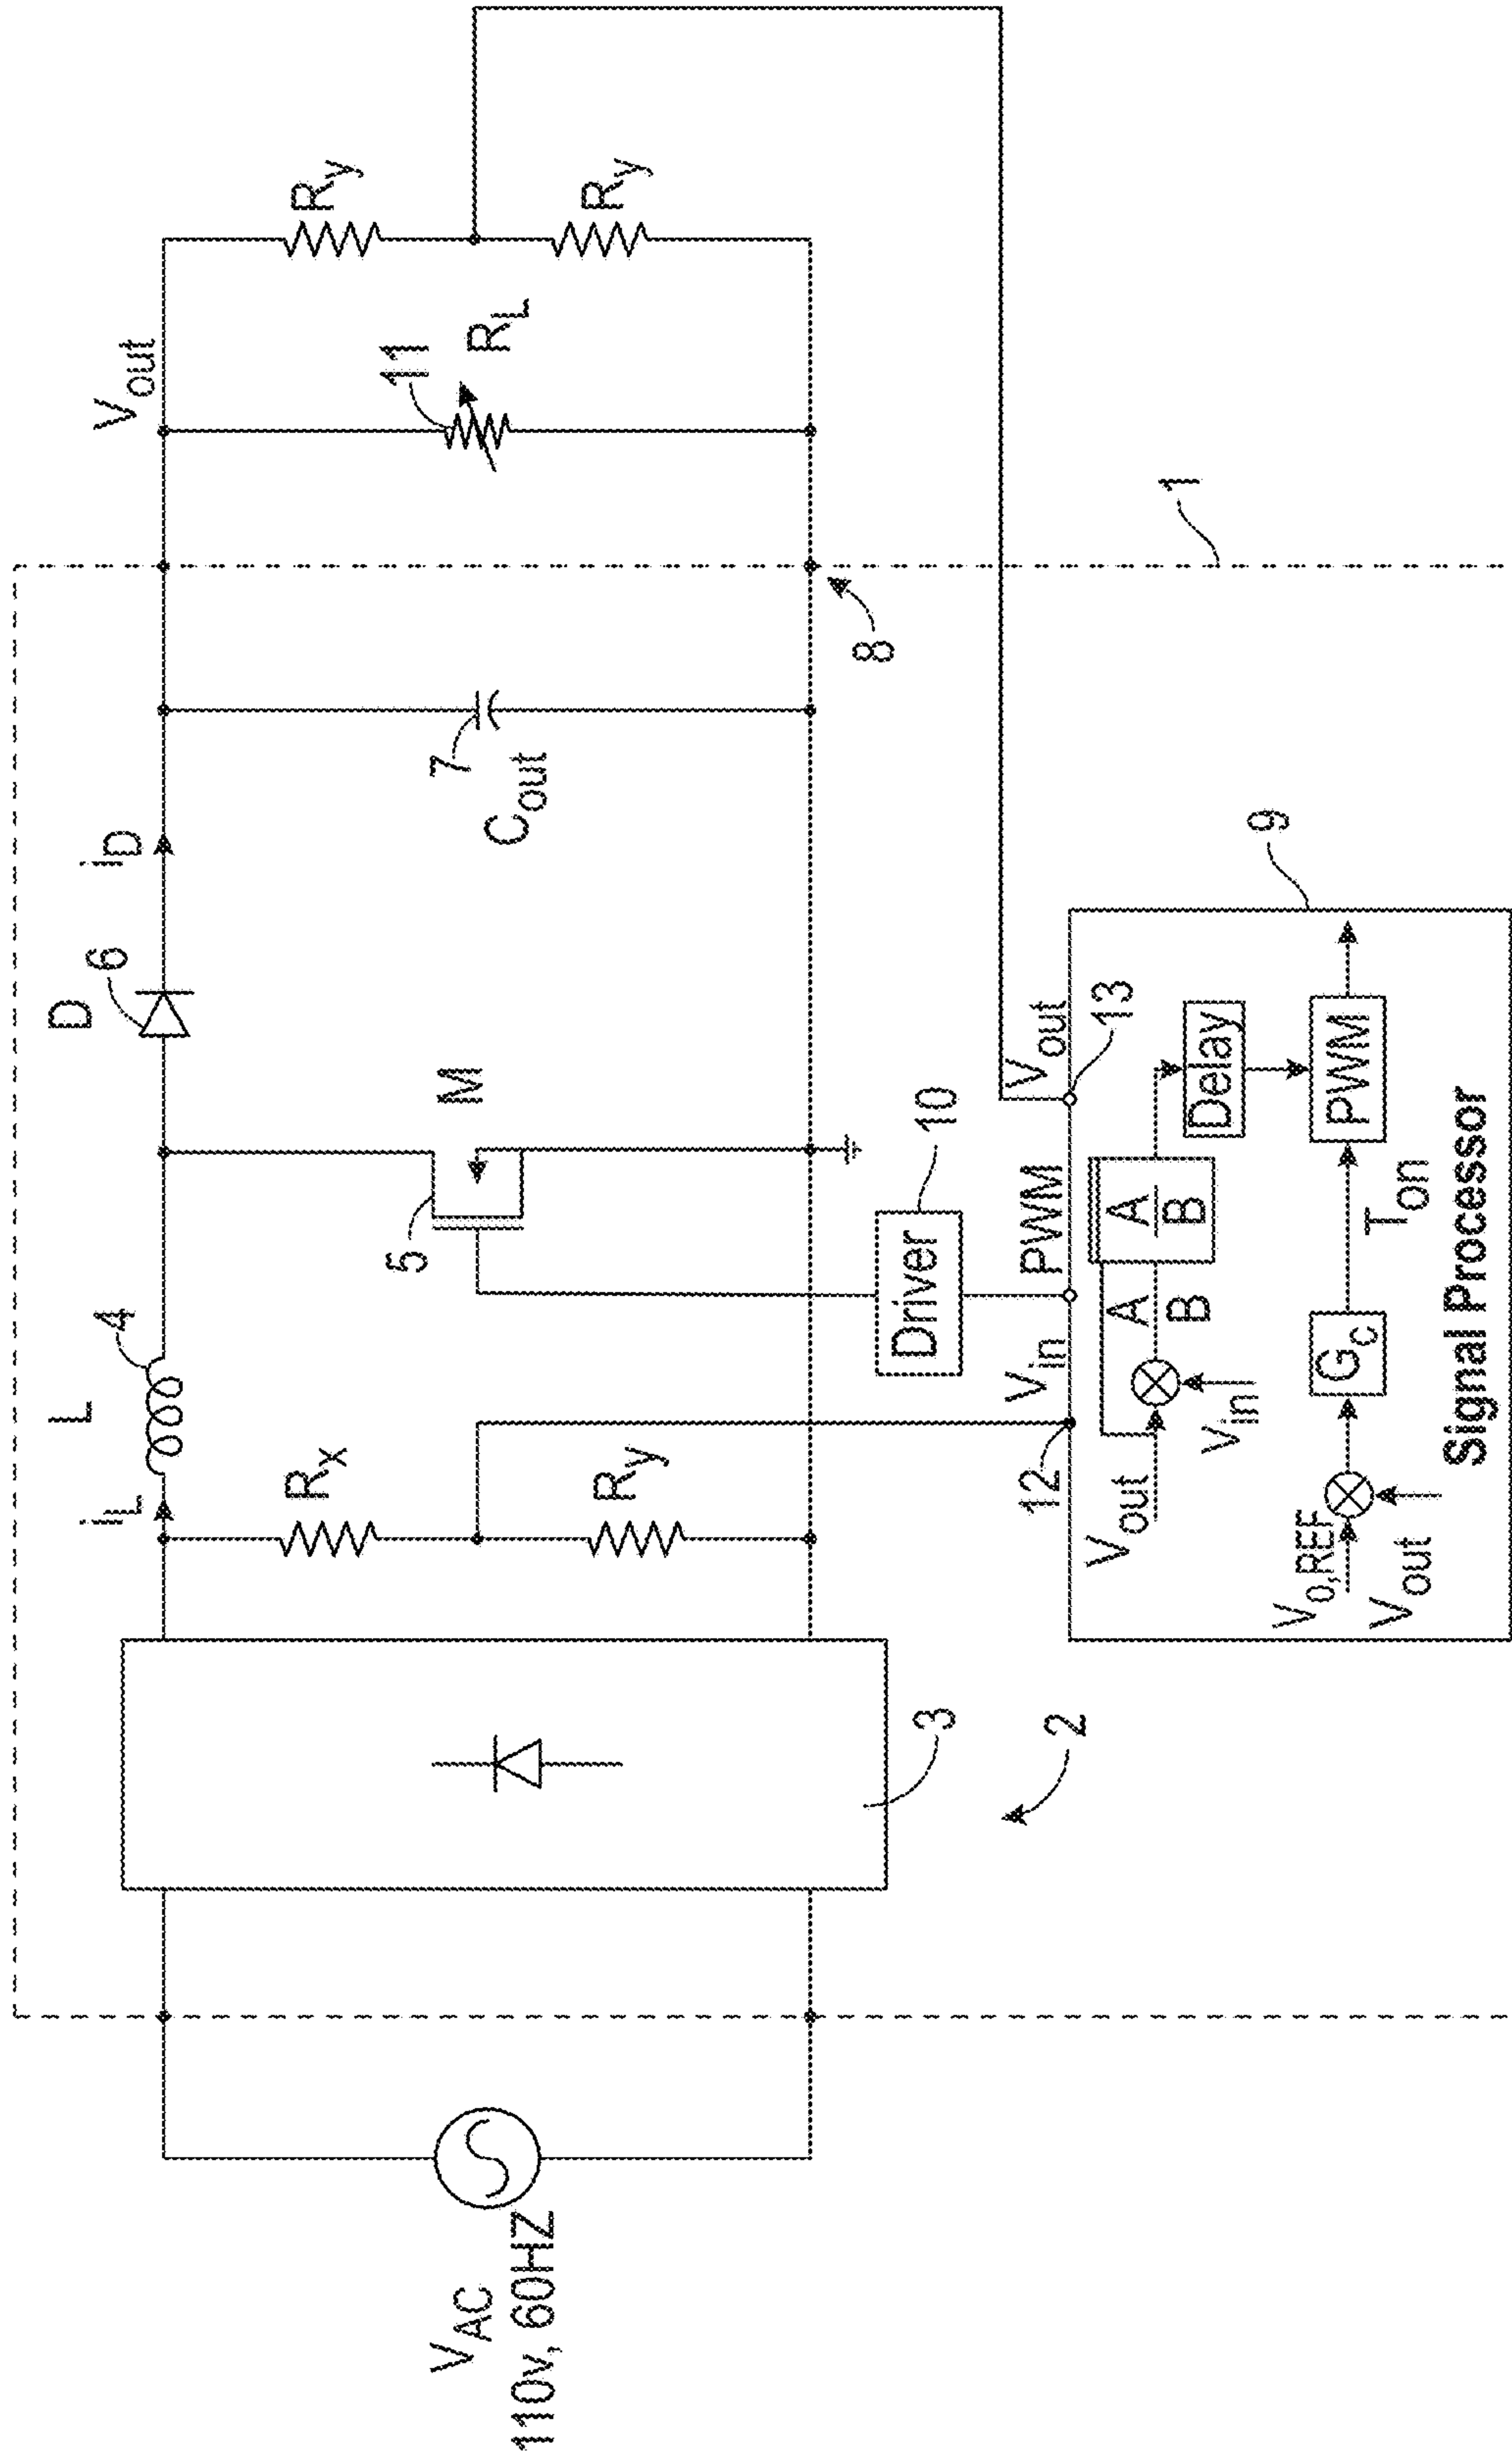 V_AC
110v, 60HZ
2
3
i_L
L
4
R_x
R_y
5
M
D
6
i_D
7
C_out
8
V_out
11
R_L
R_y
R_y
1
Driver
10
12
V_in
PWM
V_out
13
9
V_out
V_in
A
B
A
B
Delay
V_o,REF
V_out
G_c
T_on
PWM
Signal Processor